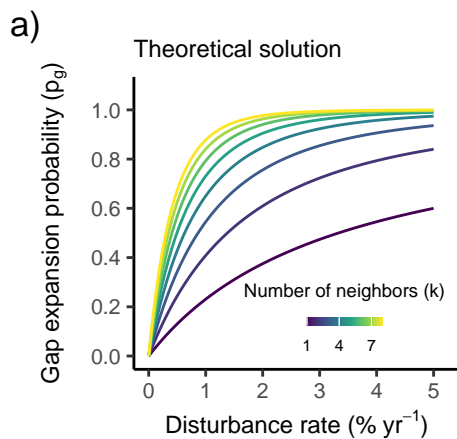 a)
Theoretical solution
Gap expansion probability (p_g)
1.0
0.8
0.6
0.4
0.2
0.0
Number of neighbors (k)
1 4 7
0 1 2 3 4 5
Disturbance rate (% yr⁻¹)